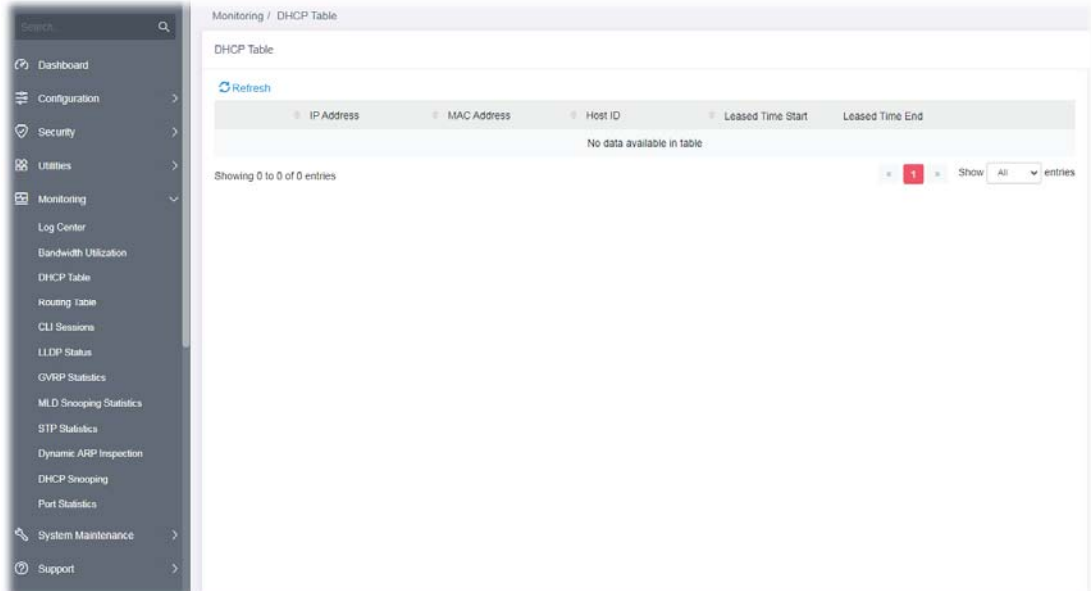 Search...
Dashboard
Configuration
Security
Utilities
Monitoring
Log Center
Bandwidth Utilization
DHCP Table
Routing Table
CLI Sessions
LLDP Status
GVRP Statistics
MLD Snooping Statistics
STP Statistics
Dynamic ARP Inspection
DHCP Snooping
Port Statistics
System Maintenance
Support
Monitoring / DHCP Table
DHCP Table
Refresh
IP Address MAC Address Host ID Leased Time Start Leased Time End
No data available in table
Showing 0 to 0 of 0 entries « 1 » Show All entries